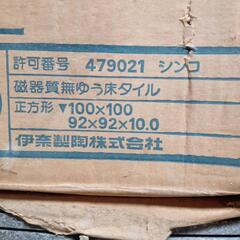 許可番号 479021 シンコ
磁器質無ゆう床タイル
正方形▼100×100
92×92×10.0
伊奈製陶株式会社